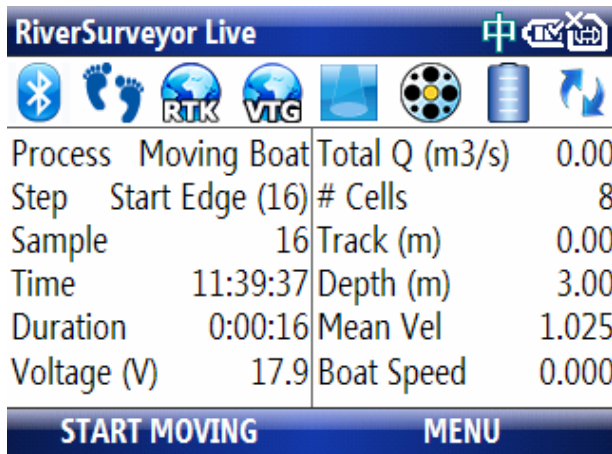 RiverSurveyor Live 中
RTK VTG
Process Moving Boat Total Q (m3/s) 0.00
Step Start Edge (16) # Cells 8
Sample 16 Track (m) 0.00
Time 11:39:37 Depth (m) 3.00
Duration 0:00:16 Mean Vel 1.025
Voltage (V) 17.9 Boat Speed 0.000
START MOVING MENU